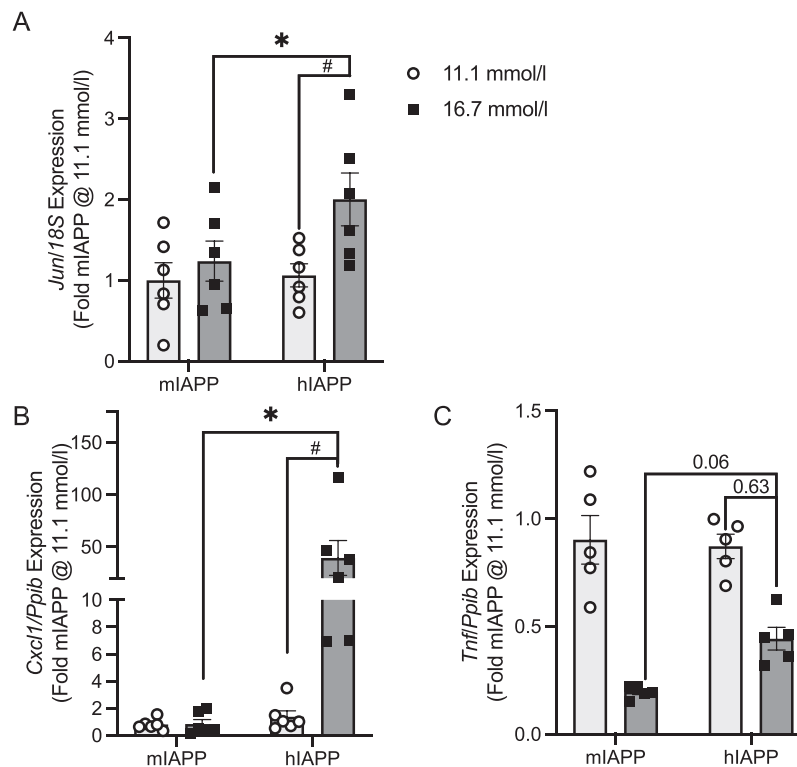 A
Jun/18S Expression
(Fold mIAPP @ 11.1 mmol/l)
4
3
2
1
0
*
#
mIAPP
hIAPP
11.1 mmol/l
16.7 mmol/l
B
Cxcl1/Ppib Expression
(Fold mIAPP @ 11.1 mmol/l)
150
100
50
10
8
6
4
2
0
*
#
mIAPP
hIAPP
C
Tnf/Ppib Expression
(Fold mIAPP @ 11.1 mmol/l)
1.5
1.0
0.5
0.0
0.06
0.63
mIAPP
hIAPP